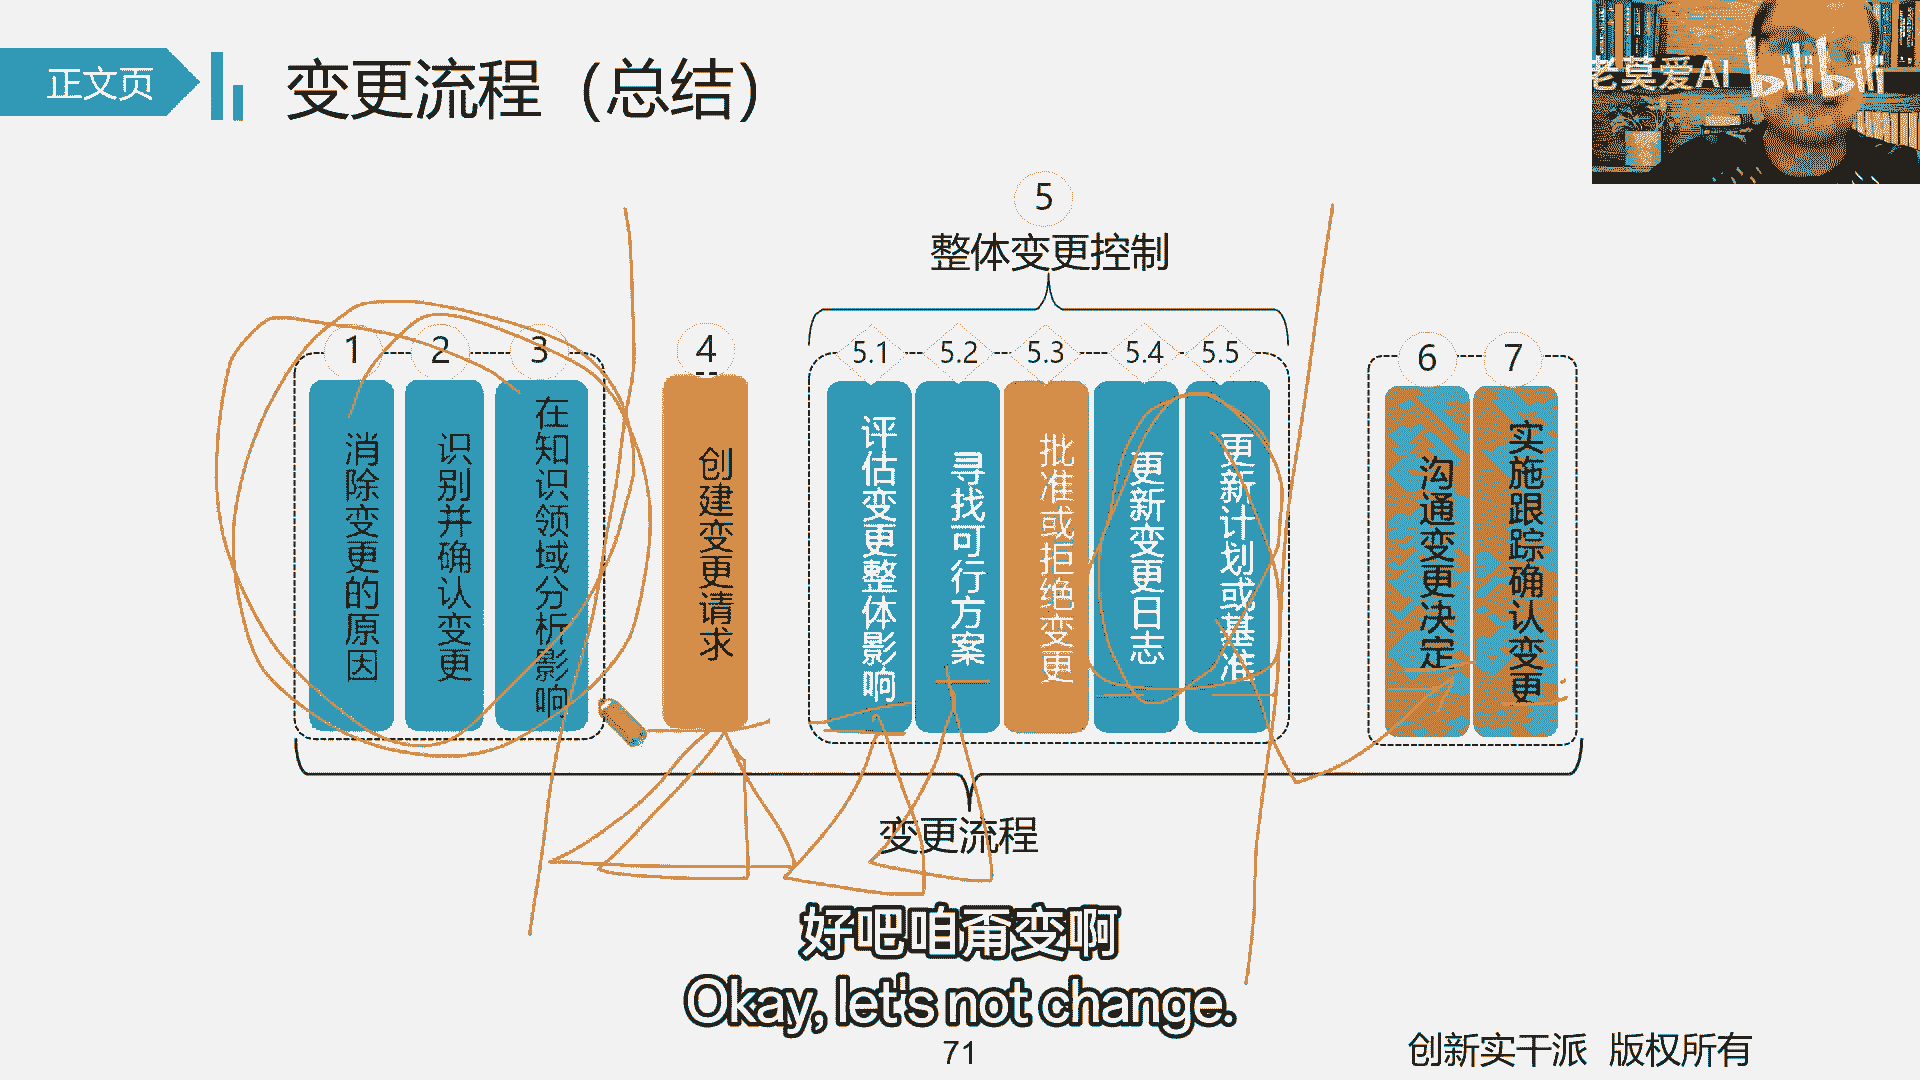 正文页
变更流程（总结）
老莫爱AI
bilibili
5
整体变更控制
1
2
3
4
5.1
5.2
5.3
5.4
5.5
6
7
消除变更的原因
识别并确认变更
在知识领域分析影响
创建变更请求
评估变更整体影响
寻找可行方案
批准或拒绝变更
更新变更日志
更新计划或基准
沟通变更决定
实施跟踪确认变更
变更流程
好吧咱甭变啊
Okay, let's not change.
71
创新实干派 版权所有